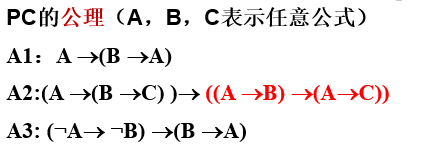 PC的公理（A，B，C表示任意公式）
A1：A →(B →A)
A2:(A →(B →C) )→ ((A →B) →(A→C))
A3: (¬A→ ¬B) →(B →A)